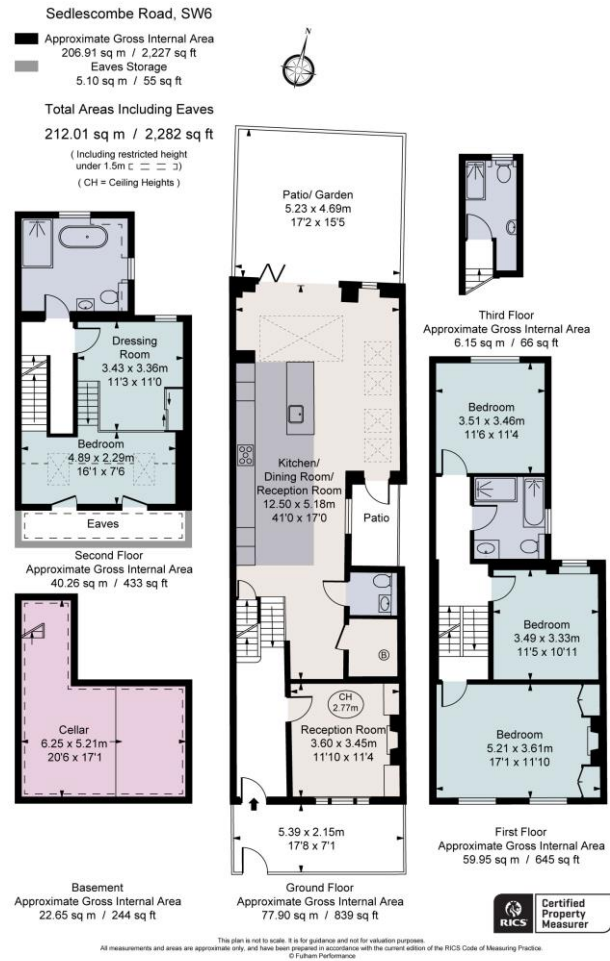 Sedlescombe Road, SW6
Approximate Gross Internal Area
206.91 sq m / 2,227 sq ft
Eaves Storage
5.10 sq m / 55 sq ft
Total Areas Including Eaves
212.01 sq m / 2,282 sq ft
( Including restricted height
under 1.5m )
( CH = Ceiling Heights )
N
Patio/ Garden
5.23 x 4.69m
17'2 x 15'5
Third Floor
Approximate Gross Internal Area
6.15 sq m / 66 sq ft
Dressing
Room
3.43 x 3.36m
11'3 x 11'0
Bedroom
4.89 x 2.29m
16'1 x 7'6
Eaves
Second Floor
Approximate Gross Internal Area
40.26 sq m / 433 sq ft
Kitchen/
Dining Room/
Reception Room
12.50 x 5.18m
41'0 x 17'0
Patio
B
CH
2.77m
Reception Room
3.60 x 3.45m
11'10 x 11'4
5.39 x 2.15m
17'8 x 7'1
Ground Floor
Approximate Gross Internal Area
77.90 sq m / 839 sq ft
Bedroom
3.51 x 3.46m
11'6 x 11'4
Bedroom
3.49 x 3.33m
11'5 x 10'11
Bedroom
5.21 x 3.61m
17'1 x 11'10
First Floor
Approximate Gross Internal Area
59.95 sq m / 645 sq ft
Cellar
6.25 x 5.21m
20'6 x 17'1
Basement
Approximate Gross Internal Area
22.65 sq m / 244 sq ft
RICS
Certified
Property
Measurer
This plan is not to scale. It is for guidance and not for valuation purposes.
All measurements and areas are approximate only, and have been prepared in accordance with the current edition of the RICS Code of Measuring Practice.
© Fulham Performance